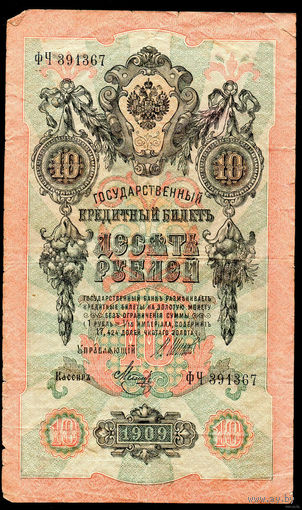 ФЧ 391367
10 10
ГОСУДАРСТВЕННЫЙ
КРЕДИТНЫЙ БИЛЕТЪ
ДЕСЯТЬ
РУБЛЕЙ
ГОСУДАРСТВЕННЫЙ БАНКЪ РАЗМѢНИВАЕТЪ
КРЕДИТНЫЕ БИЛЕТЫ НА ЗОЛОТУЮ МОНЕТУ
БЕЗЪ ОГРАНИЧЕНІЯ СУММЫ
(1 РУБЛЬ = 1/15 ИМПЕРІАЛА, СОДЕРЖИТЪ
17,424 ДОЛЕЙ ЧИСТАГО ЗОЛОТА)
Управляющій
Кассиръ
ФЧ 391367
10 1909 10